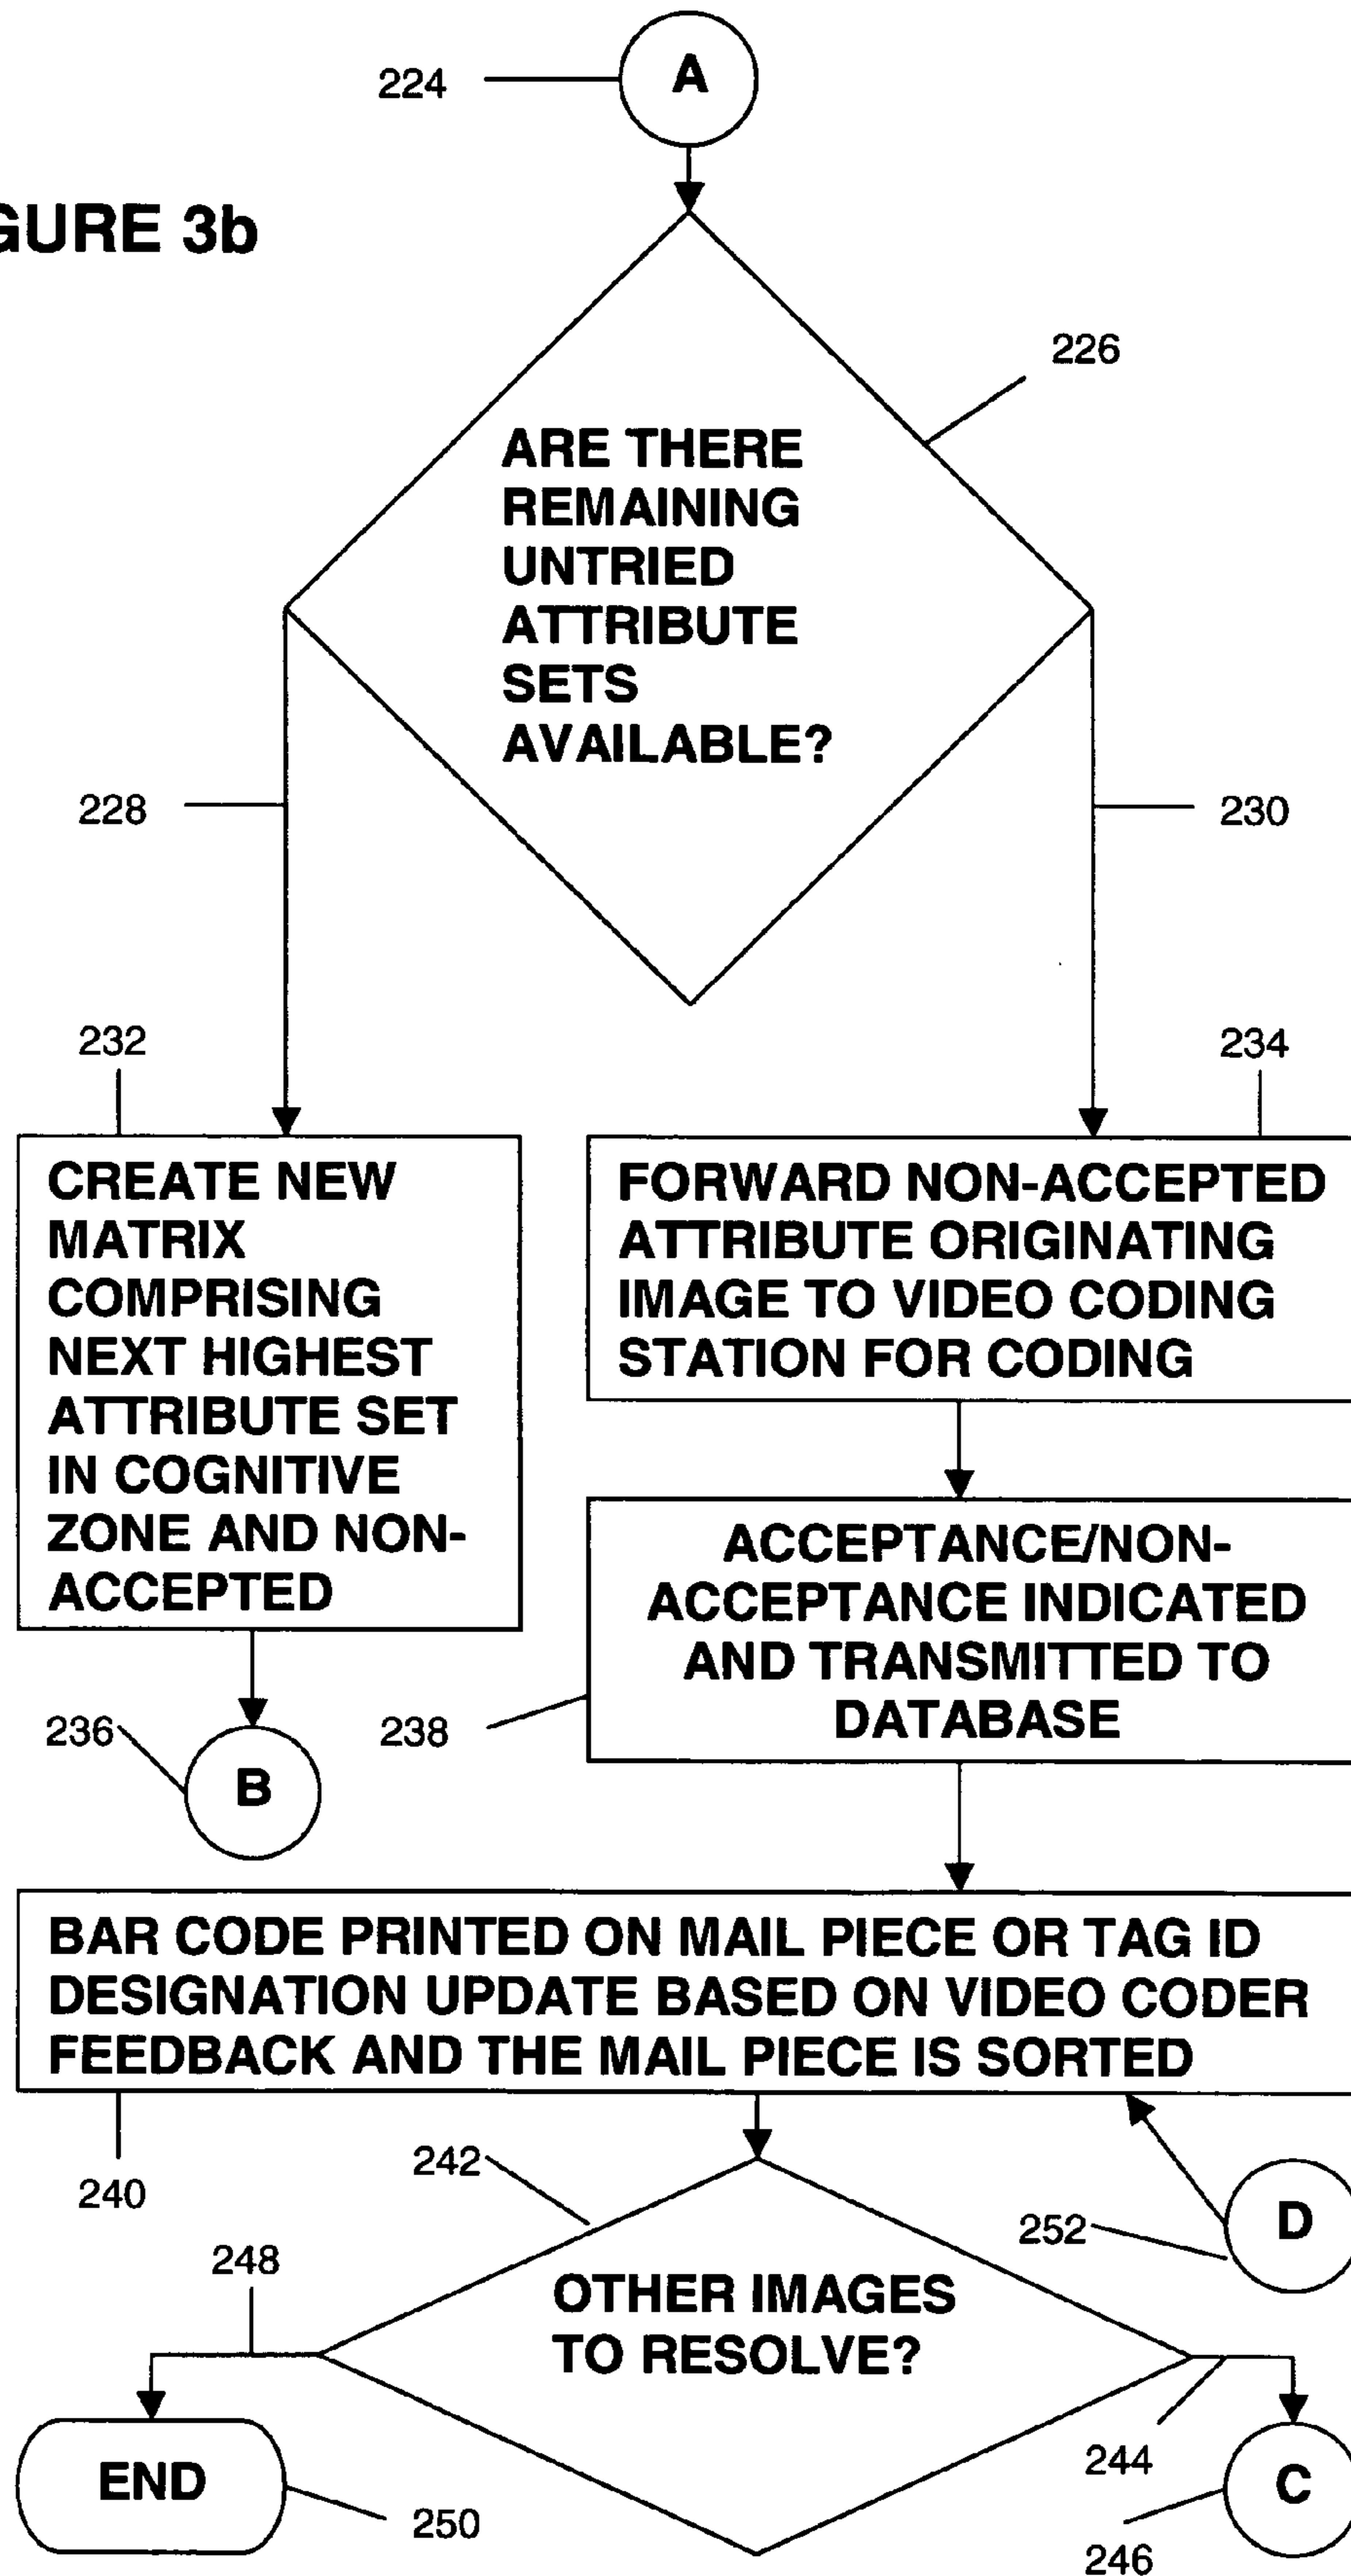 A
224
GURE 3b
226
ARE THERE
REMAINING
UNTRIED
ATTRIBUTE
SETS
AVAILABLE?
228
230
232
234
CREATE NEW
MATRIX
COMPRISING
NEXT HIGHEST
ATTRIBUTE SET
IN COGNITIVE
ZONE AND NON-
ACCEPTED
FORWARD NON-ACCEPTED
ATTRIBUTE ORIGINATING
IMAGE TO VIDEO CODING
STATION FOR CODING
ACCEPTANCE/NON-
ACCEPTANCE INDICATED
AND TRANSMITTED TO
DATABASE
236
B
238
BAR CODE PRINTED ON MAIL PIECE OR TAG ID
DESIGNATION UPDATE BASED ON VIDEO CODER
FEEDBACK AND THE MAIL PIECE IS SORTED
240
242
252
D
248
OTHER IMAGES
TO RESOLVE?
244
END
250
C
246